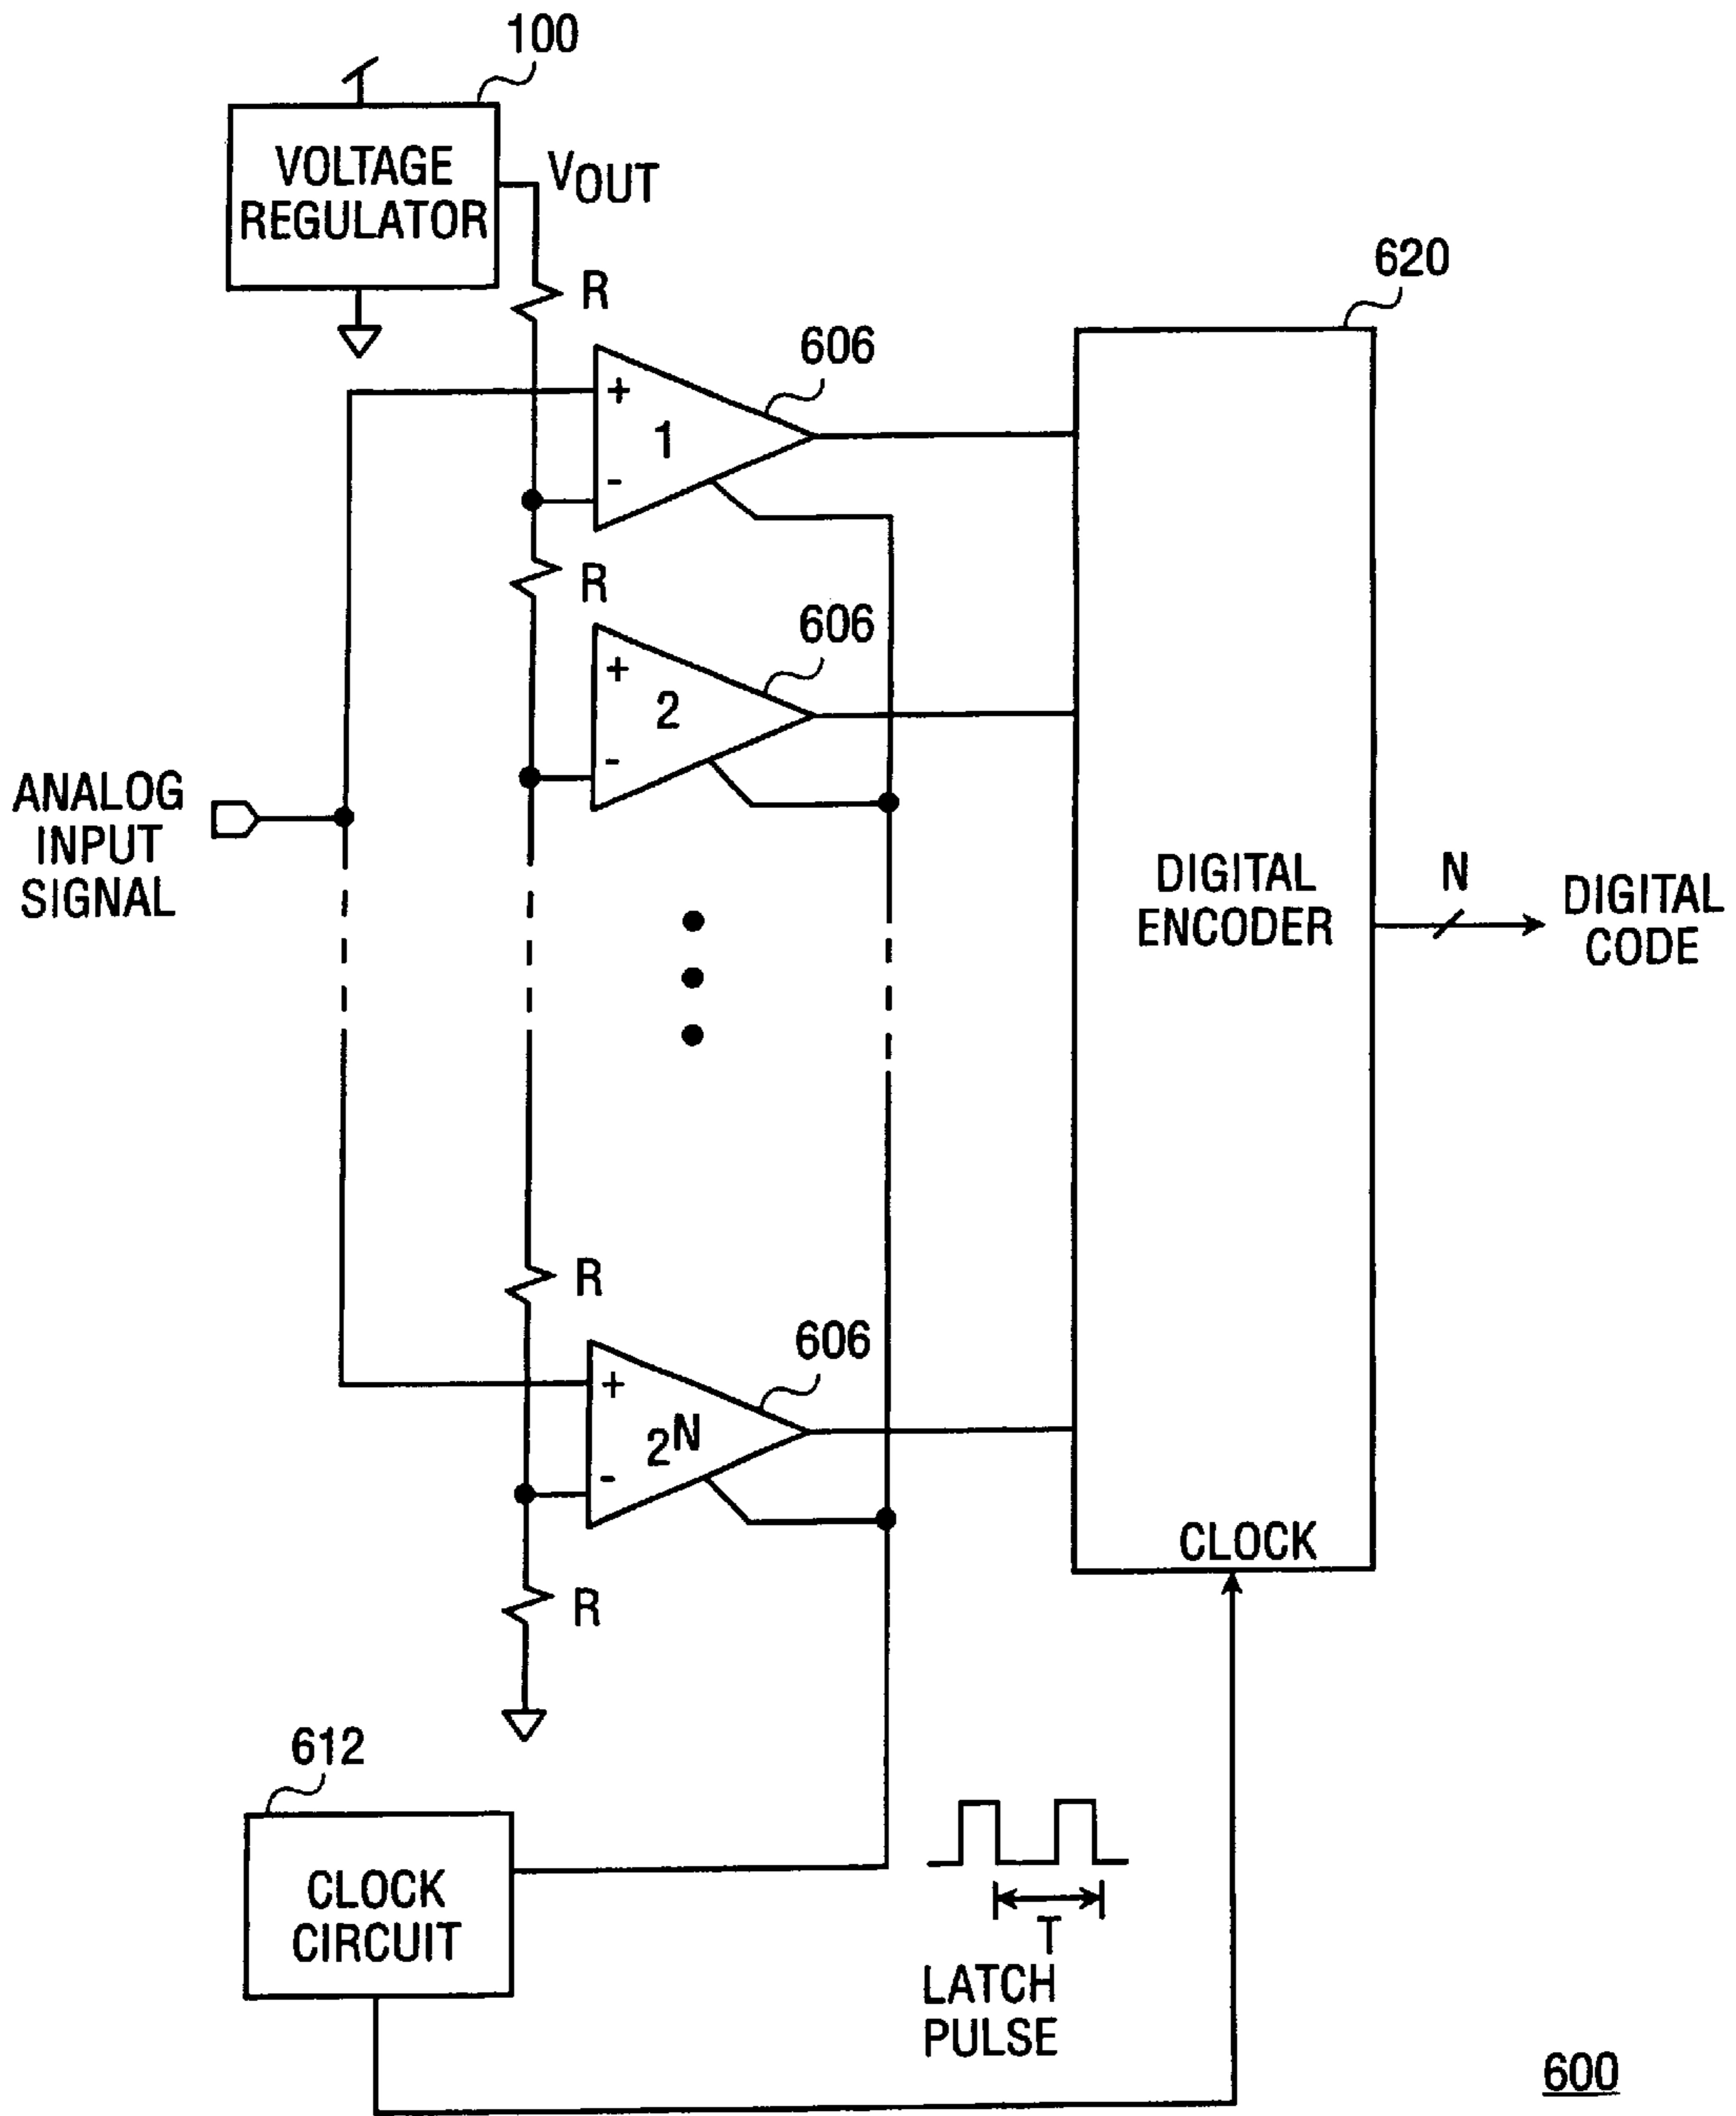 100
VOLTAGE
REGULATOR
VOUT
R
620
606
+
1
-
R
606
+
2
-
ANALOG
INPUT
SIGNAL
DIGITAL
ENCODER
N
DIGITAL
CODE
R
606
+
2N
-
CLOCK
R
612
CLOCK
CIRCUIT
T
LATCH
PULSE
600